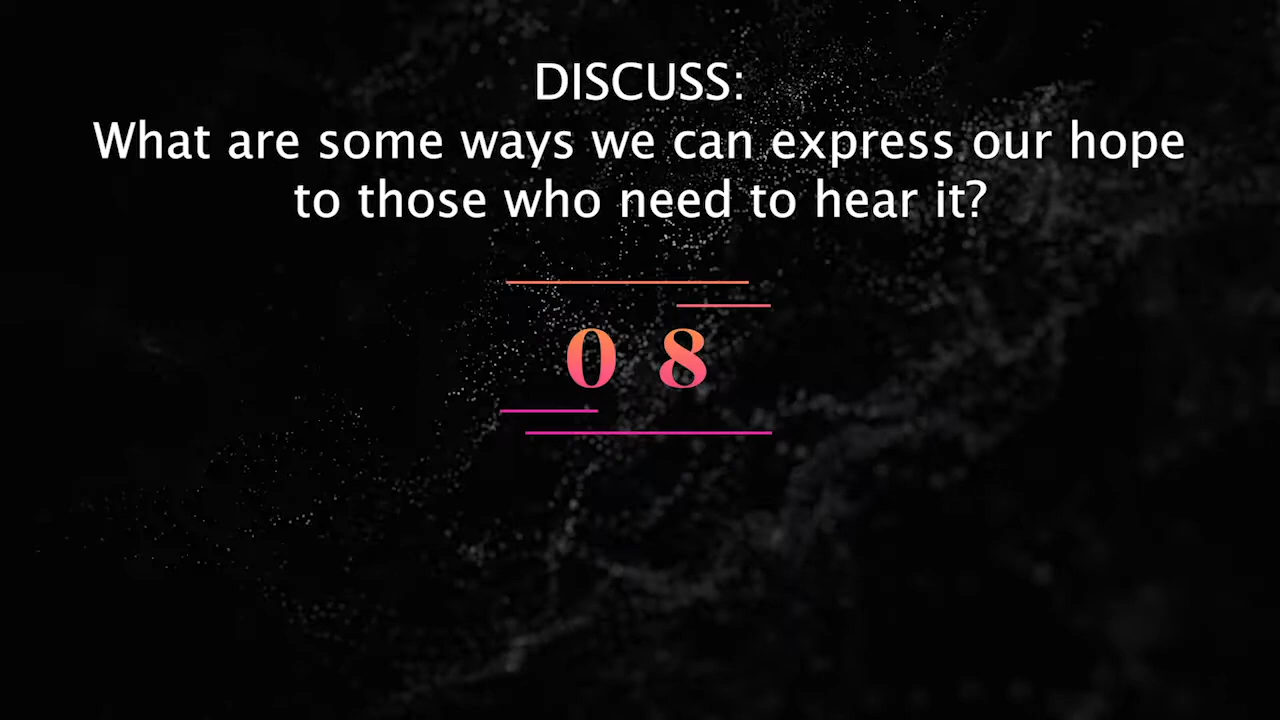 DISCUSS:
What are some ways we can express our hope
to those who need to hear it?
0 8